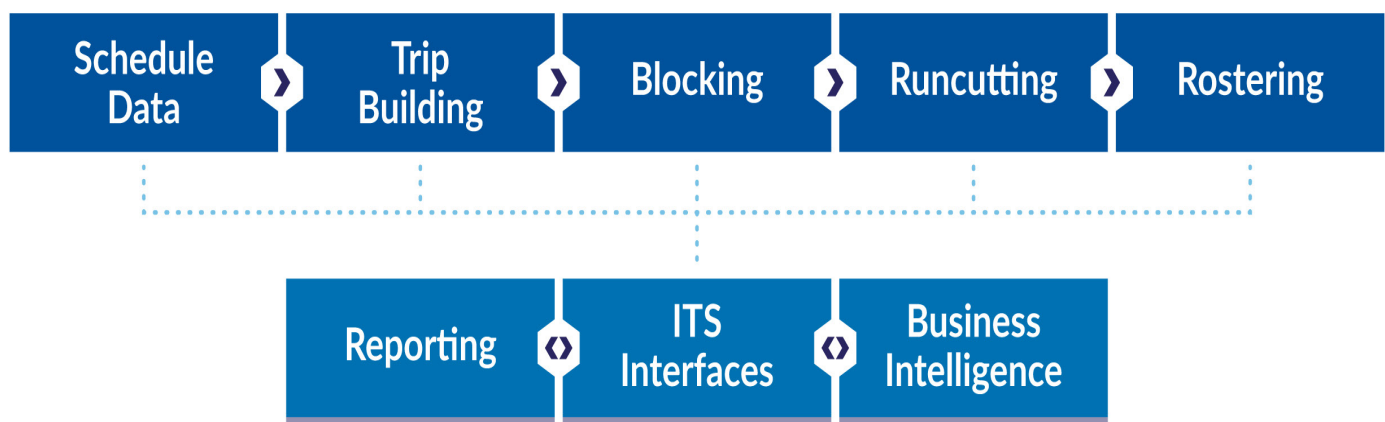 Schedule
Data
Trip
Building
Blocking
Runcutting
Rostering
Reporting
ITS
Interfaces
Business
Intelligence